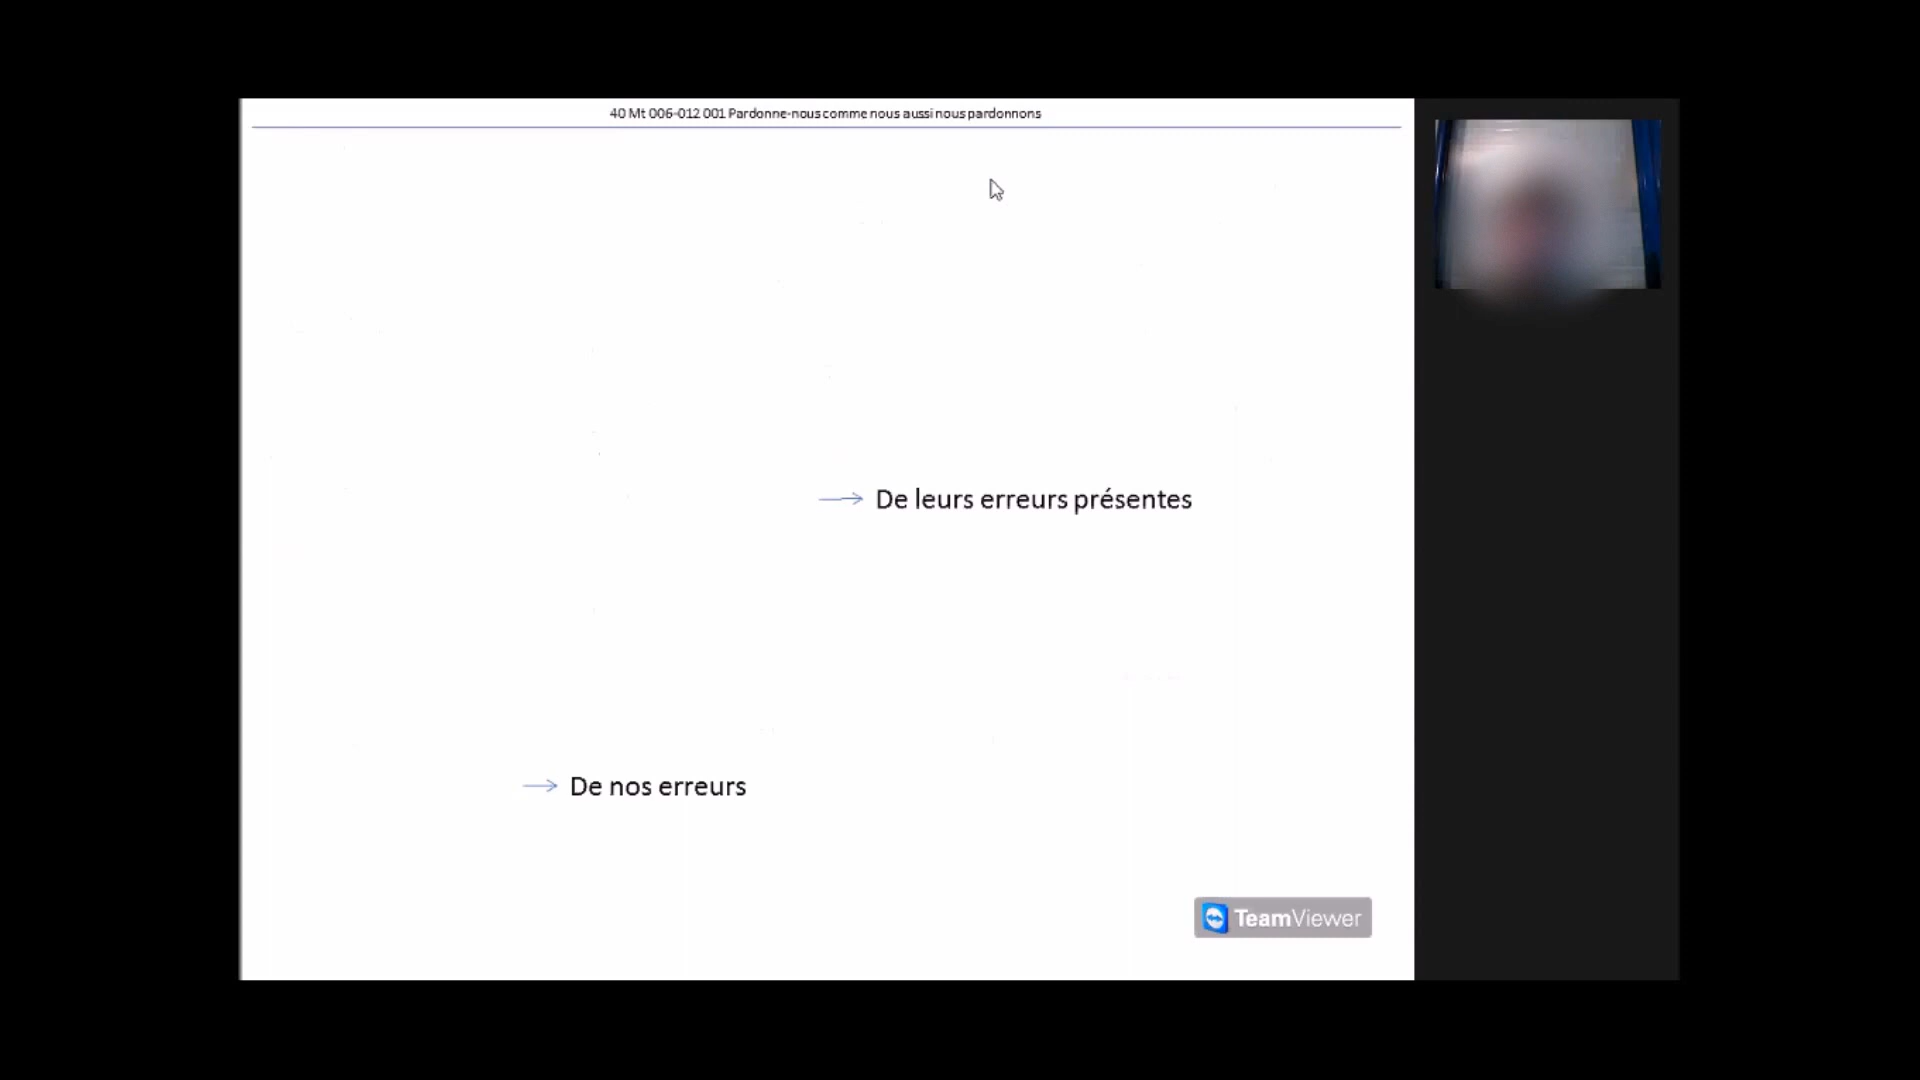 40 Mt 006-012 001 Pardonne-nous comme nous aussi nous pardonnons
De leurs erreurs présentes
De nos erreurs
TeamViewer